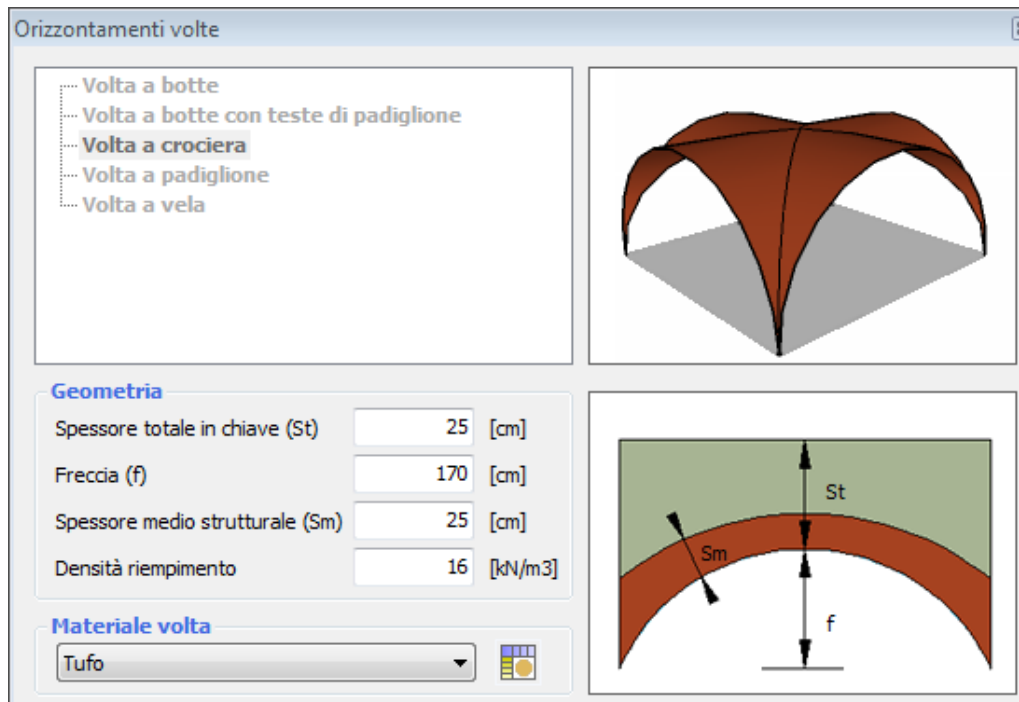 Orizzontamenti volte
Volta a botte
Volta a botte con teste di padiglione
Volta a crociera
Volta a padiglione
Volta a vela
Geometria
Spessore totale in chiave (St) 25 [cm]
Freccia (f) 170 [cm]
Spessore medio strutturale (Sm) 25 [cm]
Densità riempimento 16 [kN/m3]
Materiale volta
Tufo
St
Sm
f